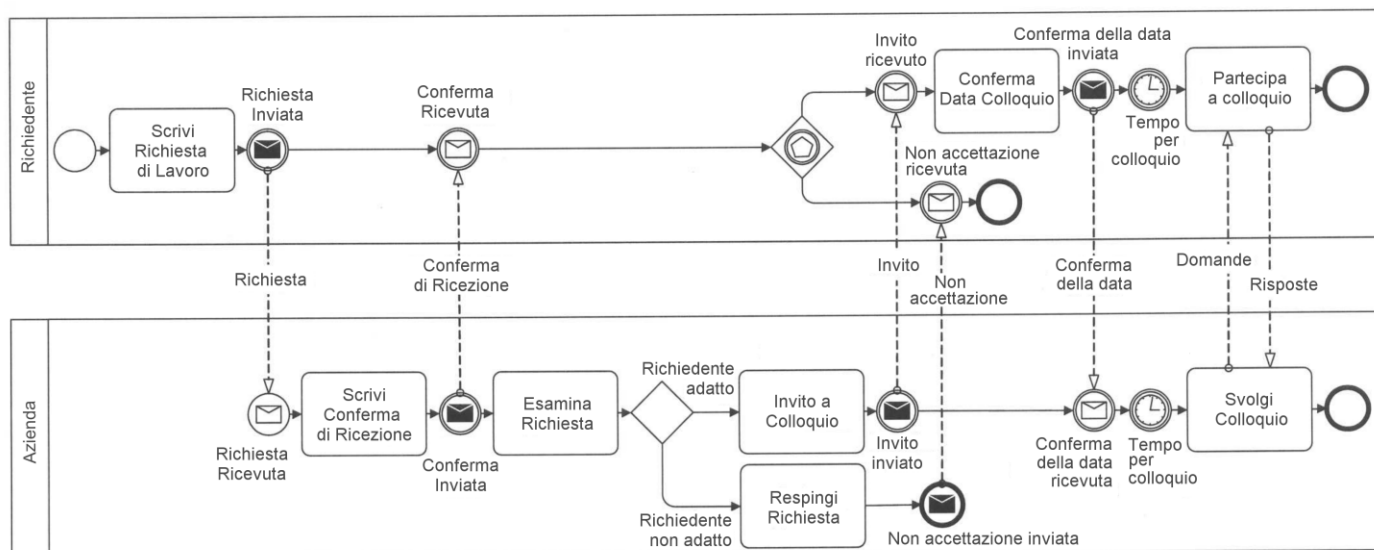 Richiedente
Scrivi
Richiesta
di Lavoro
Richiesta
Inviata
Conferma
Ricevuta
Invito
ricevuto
Conferma
Data Colloquio
Conferma della data
inviata
Tempo
per
colloquio
Partecipa
a colloquio
Non accettazione
ricevuta
Richiesta
Conferma
di Ricezione
Invito
Non
accettazione
Conferma
della data
Domande
Risposte
Azienda
Richiesta
Ricevuta
Scrivi
Conferma
di Ricezione
Conferma
Inviata
Esamina
Richiesta
Richiedente
adatto
Invito a
Colloquio
Invito
inviato
Conferma
della data
ricevuta
Tempo
per
colloquio
Svolgi
Colloquio
Richiedente
non adatto
Respingi
Richiesta
Non accettazione inviata